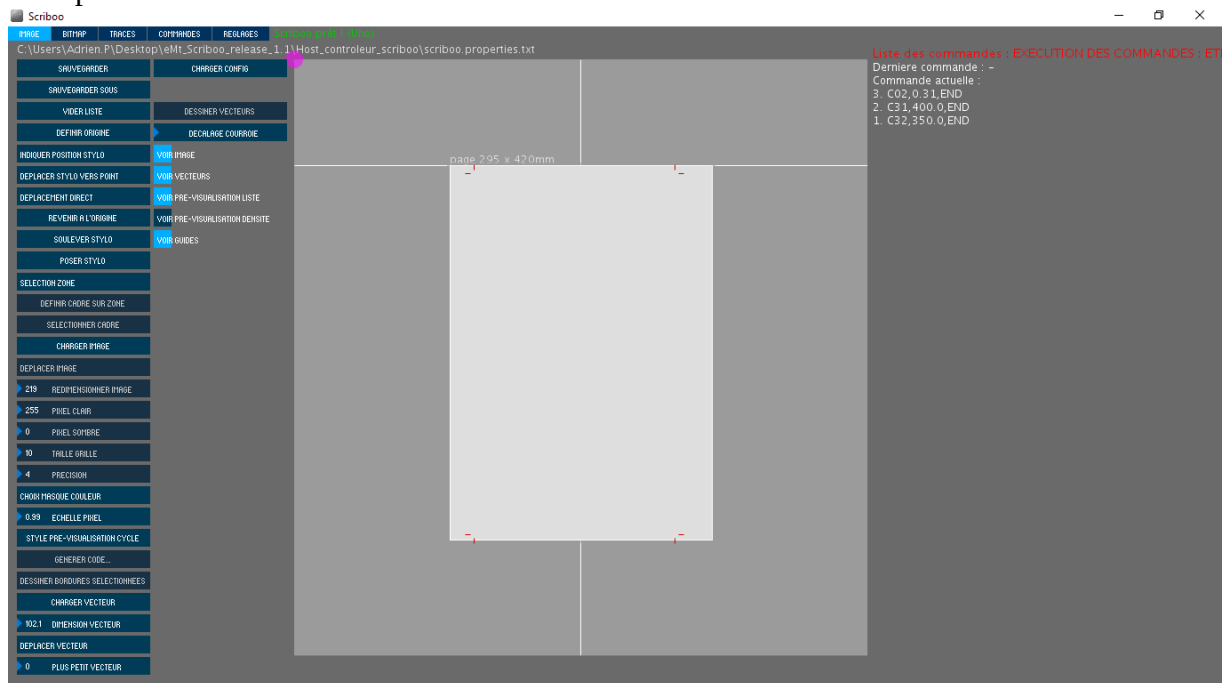 Scriboo
IMAGE BITMAP TRACES COMMANDES REGLAGES
C:\Users\Adrien.P\Desktop\eMt_Scriboo_release_1.1\Host_controleur_scriboo\scriboo.properties.txt
SAUVEGARDER CHARGER CONFIG
SAUVEGARDER SOUS
VIDER LISTE DESSINER VECTEURS
DEFINIR ORIGINE DECALAGE COURROIE
INDIQUER POSITION STYLO VOIR IMAGE
DEPLACER STYLO VERS POINT VOIR VECTEURS
DEPLACEMENT DIRECT VOIR PRE-VISUALISATION LISTE
REVENIR A L'ORIGINE VOIR PRE-VISUALISATION DENSITE
SOULEVER STYLO VOIR GUIDES
POSER STYLO
SELECTION ZONE
DEFINIR CADRE SUR ZONE
SELECTIONNER CADRE
CHARGER IMAGE
DEPLACER IMAGE
219 REDIMENSIONNER IMAGE
255 PIXEL CLAIR
0 PIXEL SOMBRE
10 TAILLE GRILLE
4 PRECISION
CHOIX MASQUE COULEUR
0.99 ECHELLE PIXEL
STYLE PRE-VISUALISATION CYCLE
GENERER CODE...
DESSINER BORDURES SELECTIONNEES
CHARGER VECTEUR
102.1 DIMENSION VECTEUR
DEPLACER VECTEUR
0 PLUS PETIT VECTEUR
page 295 x 420mm
Liste des commandes : EXECUTION DES COMMANDES : ET
Derniere commande : -
Commande actuelle :
3. C02,0.31,END
2. C31,400.0,END
1. C32,350.0,END